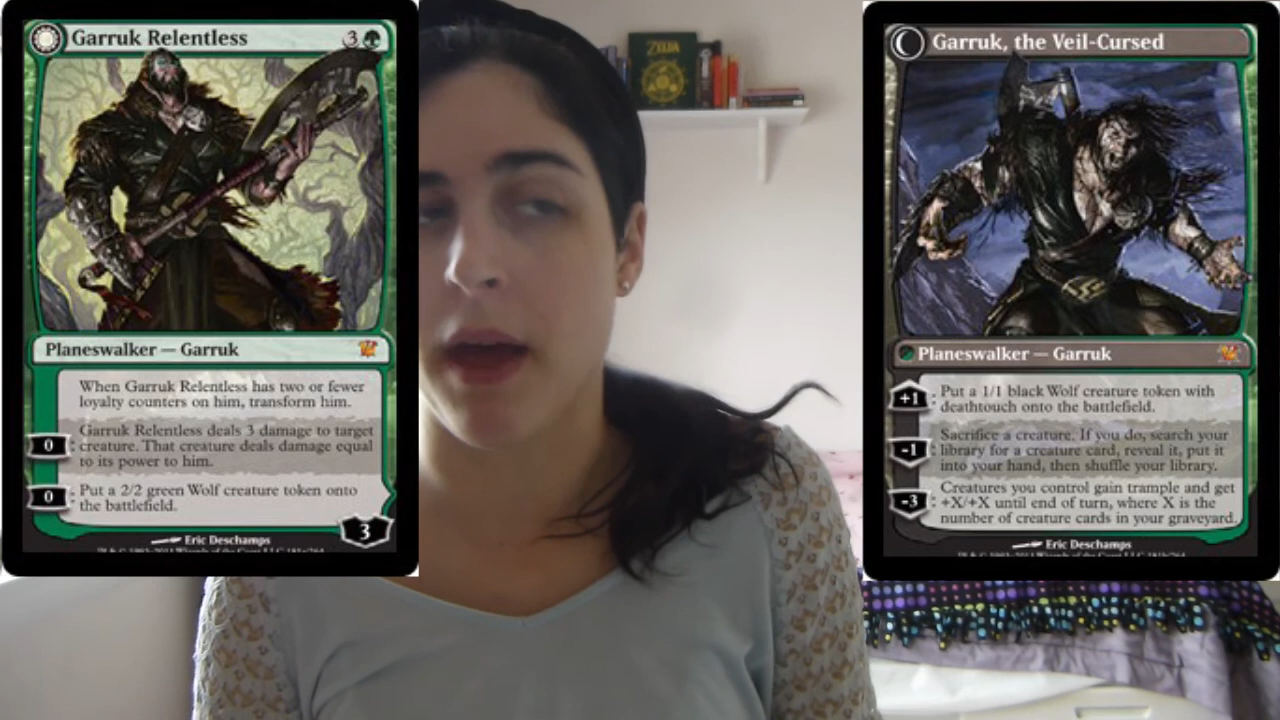 Garruk Relentless 3
Planeswalker — Garruk
When Garruk Relentless has two or fewer
loyalty counters on him, transform him.
0 : Garruk Relentless deals 3 damage to target
creature. That creature deals damage equal
to its power to him.
0 : Put a 2/2 green Wolf creature token onto
the battlefield.
3
Eric Deschamps
ZELDA
Garruk, the Veil-Cursed
Planeswalker — Garruk
+1 : Put a 1/1 black Wolf creature token with
deathtouch onto the battlefield.
-1 : Sacrifice a creature. If you do, search your
library for a creature card, reveal it, put it
into your hand, then shuffle your library.
-3 : Creatures you control gain trample and get
+X/+X until end of turn, where X is the
number of creature cards in your graveyard.
Eric Deschamps